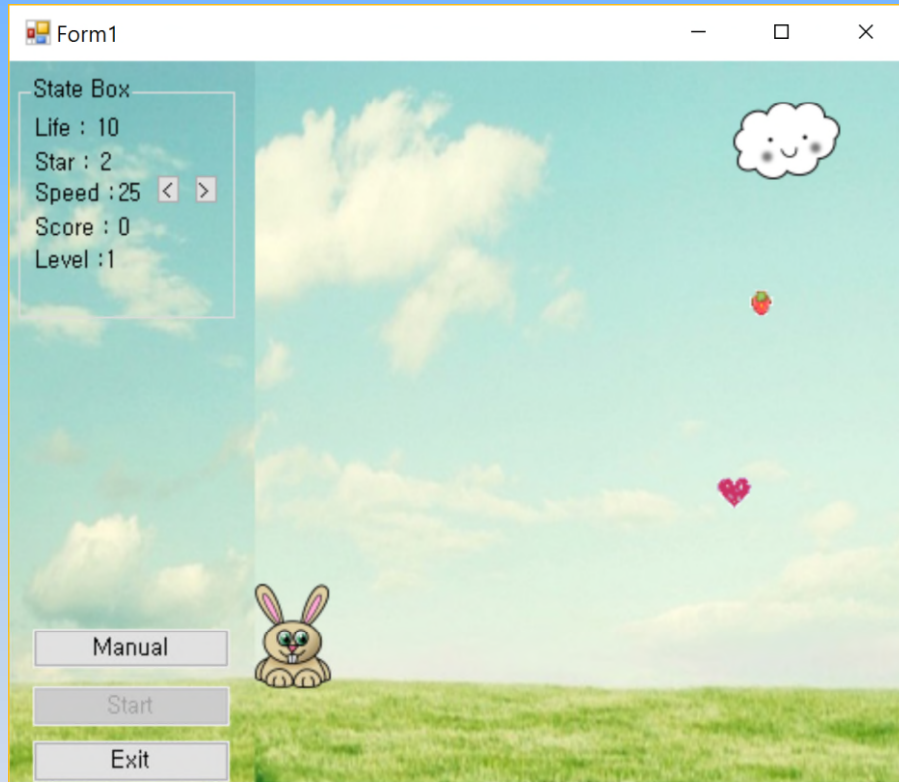 Form1
State Box
Life : 10
Star : 2
Speed :25 < >
Score : 0
Level :1
Manual
Start
Exit